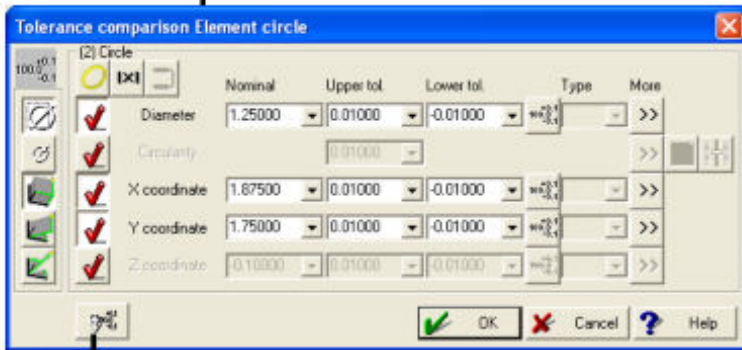 Tolerance comparison Element circle
(2) Circle
Nominal Upper tol. Lower tol. Type More
Diameter 1.25000 0.01000 -0.01000 >>
Circularity 0.01000 >>
X coordinate 1.87500 0.01000 -0.01000 >>
Y coordinate 1.75000 0.01000 -0.01000 >>
Z coordinate -0.10000 0.01000 -0.01000 >>
OK Cancel ? Help